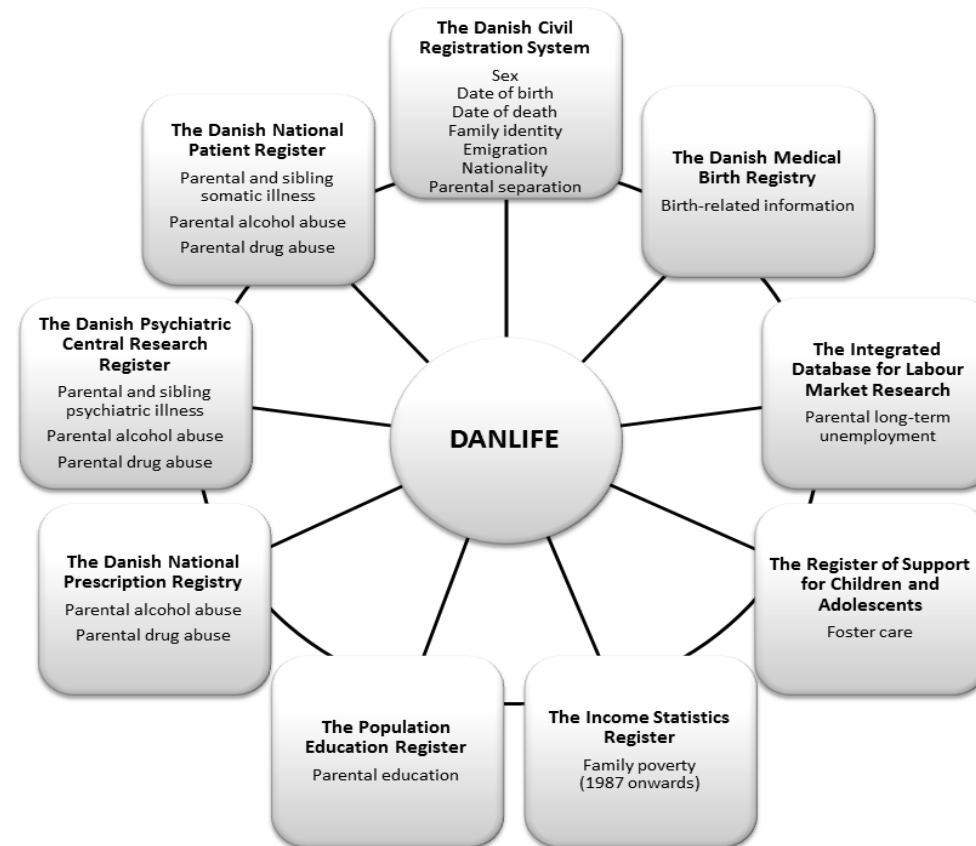 The Danish Civil
Registration System
Sex
Date of birth
Date of death
Family identity
Emigration
Nationality
Parental separation
The Danish Medical
Birth Registry
Birth-related information
The Integrated
Database for Labour
Market Research
Parental long-term
unemployment
The Register of Support
for Children and
Adolescents
Foster care
The Income Statistics
Register
Family poverty
(1987 onwards)
The Population
Education Register
Parental education
The Danish National
Prescription Registry
Parental alcohol abuse
Parental drug abuse
The Danish Psychiatric
Central Research
Register
Parental and sibling
psychiatric illness
Parental alcohol abuse
Parental drug abuse
The Danish National
Patient Register
Parental and sibling
somatic illness
Parental alcohol abuse
Parental drug abuse
DANLIFE